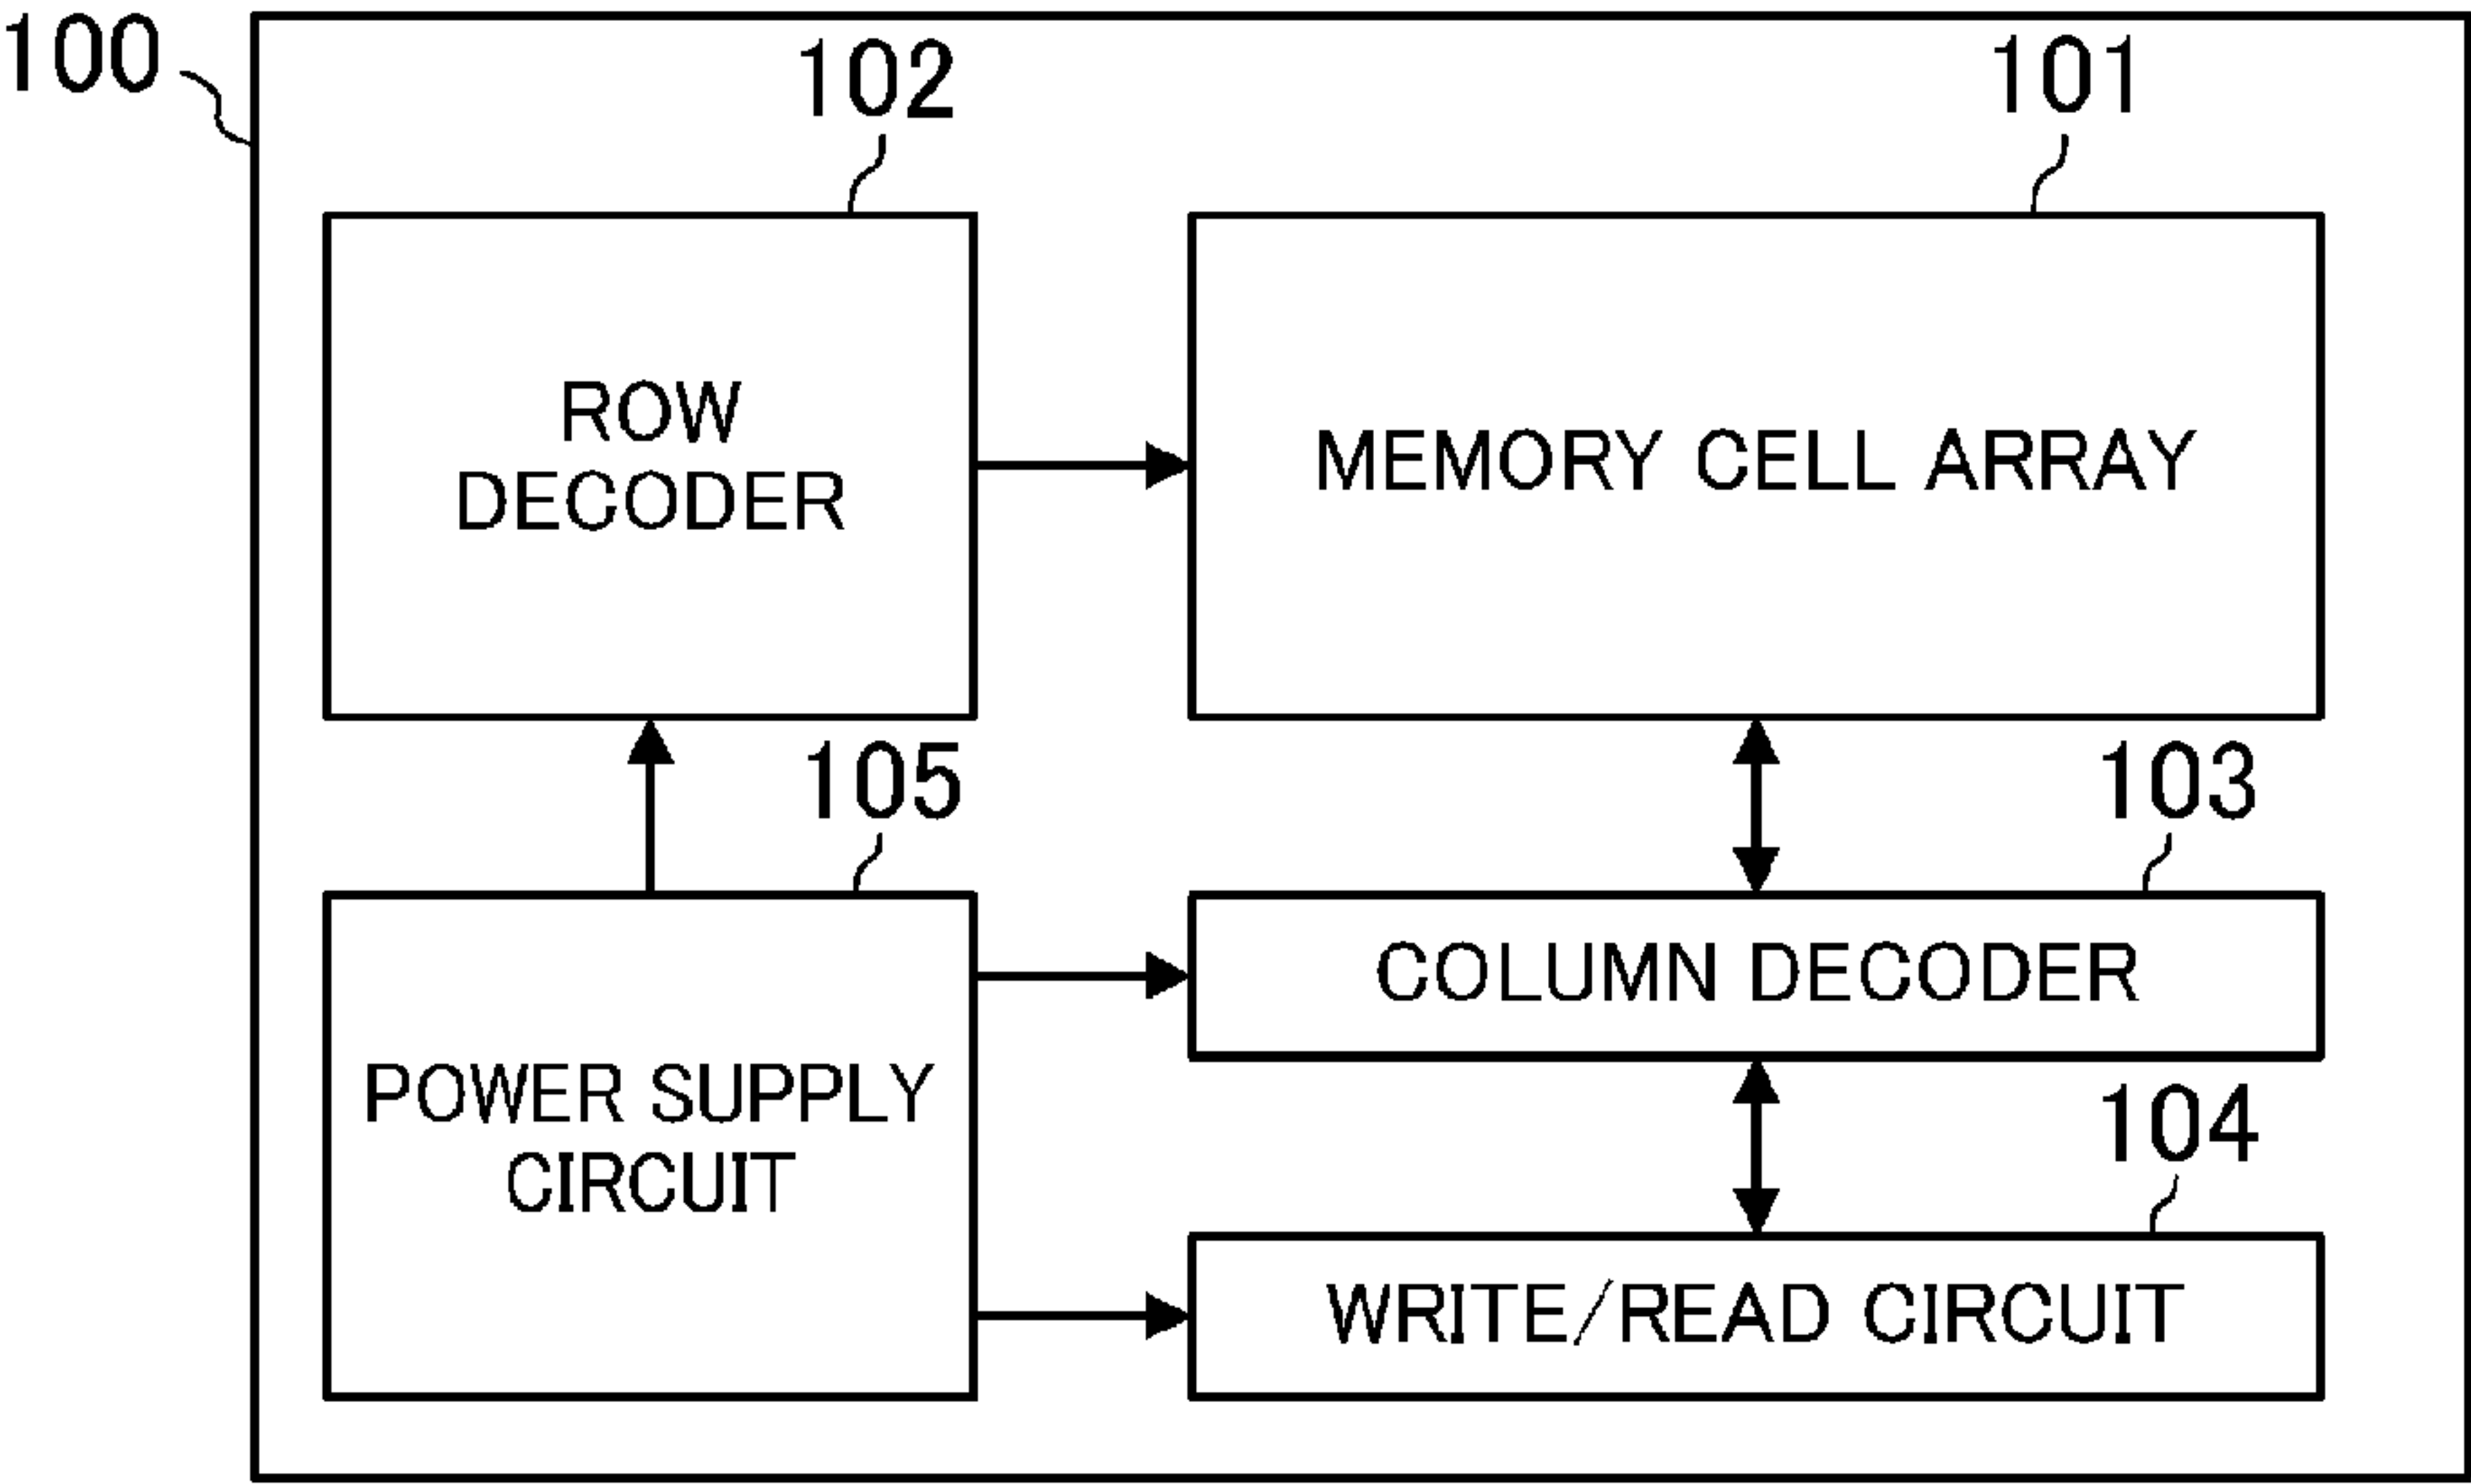 100
102
101
ROW
DECODER
MEMORY CELL ARRAY
105
103
COLUMN DECODER
POWER SUPPLY
CIRCUIT
104
WRITE/READ CIRCUIT